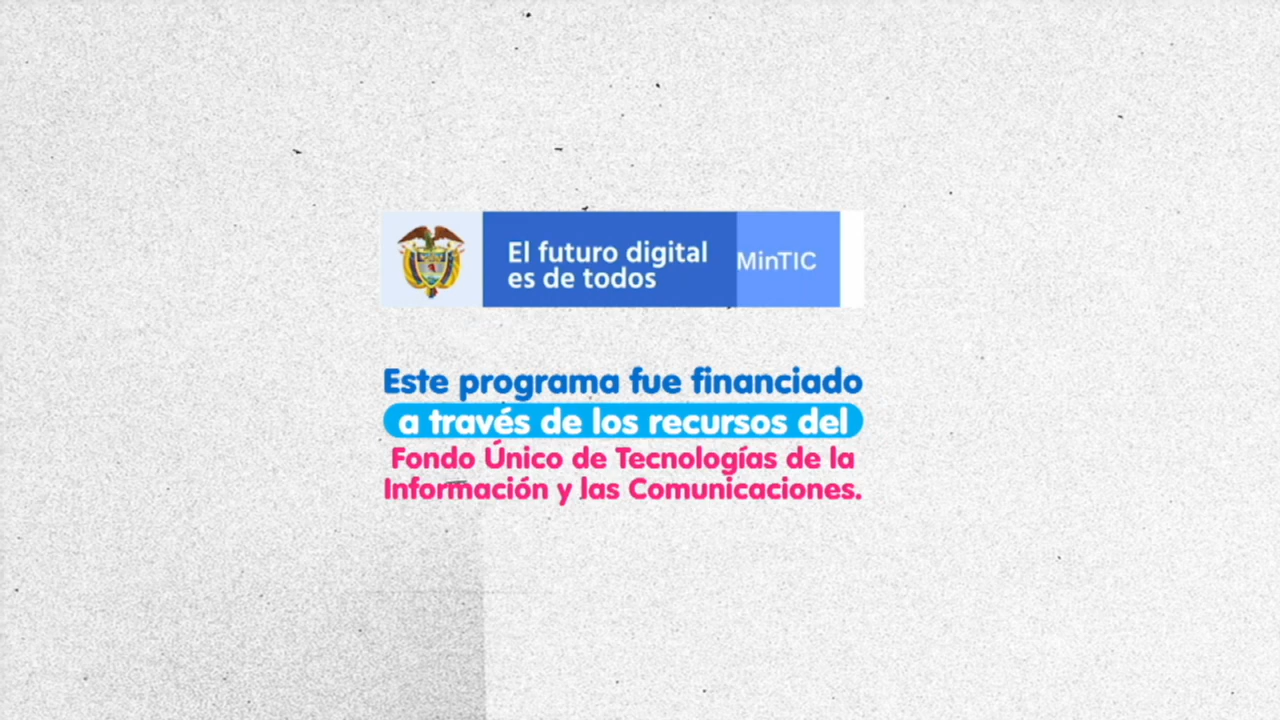 El futuro digital
es de todos
MinTIC
Este programa fue financiado
a través de los recursos del
Fondo Único de Tecnologías de la
Información y las Comunicaciones.